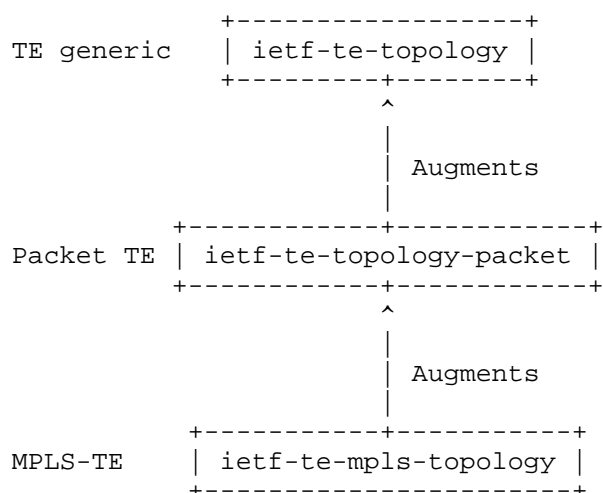 TE generic ietf-te-topology
Augments
Packet TE ietf-te-topology-packet
Augments
MPLS-TE ietf-te-mpls-topology